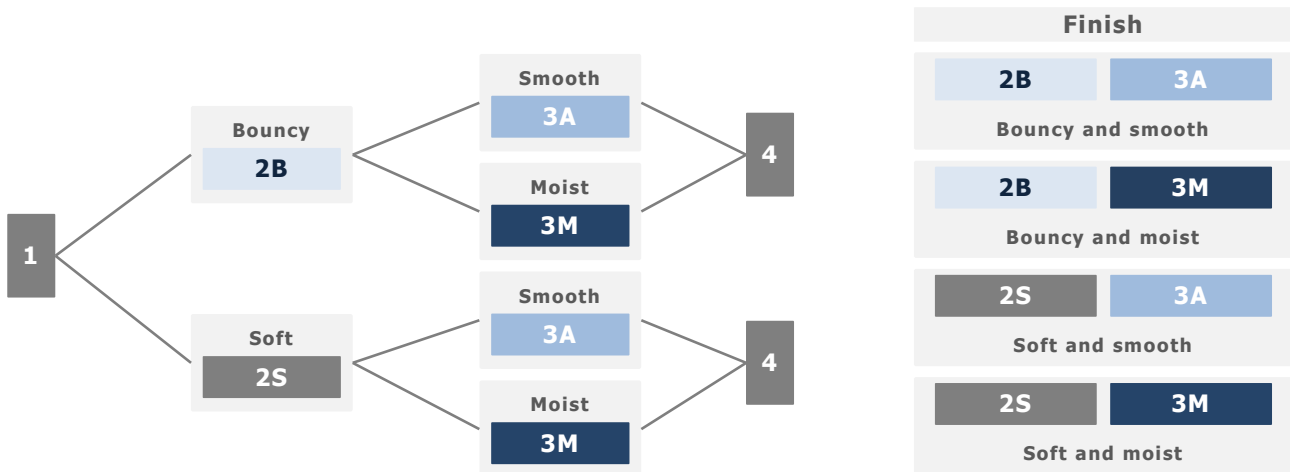 1
Bouncy
2B
Soft
2S
Smooth
3A
Moist
3M
Smooth
3A
Moist
3M
4
4
Finish
2B 3A
Bouncy and smooth
2B 3M
Bouncy and moist
2S 3A
Soft and smooth
2S 3M
Soft and moist